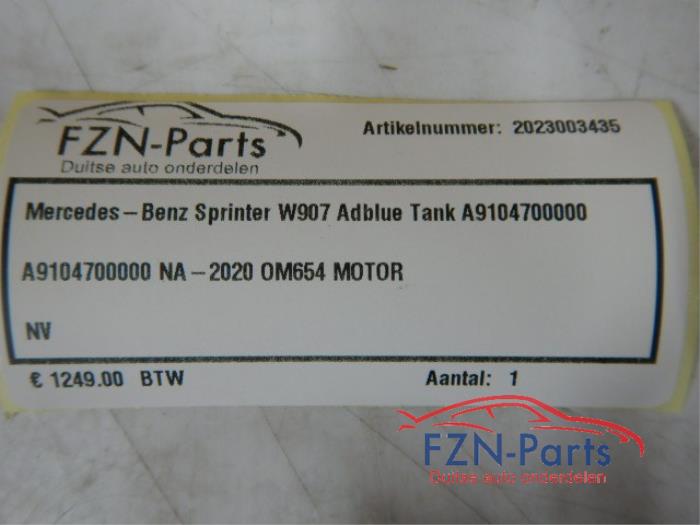 FZN-Parts
Duitse auto onderdelen
Artikelnummer: 2023003435
Mercedes-Benz Sprinter W907 Adblue Tank A9104700000
A9104700000 NA-2020 OM654 MOTOR
NV
€ 1249.00 BTW
Aantal: 1
FZN-Parts
Duitse auto onderdelen